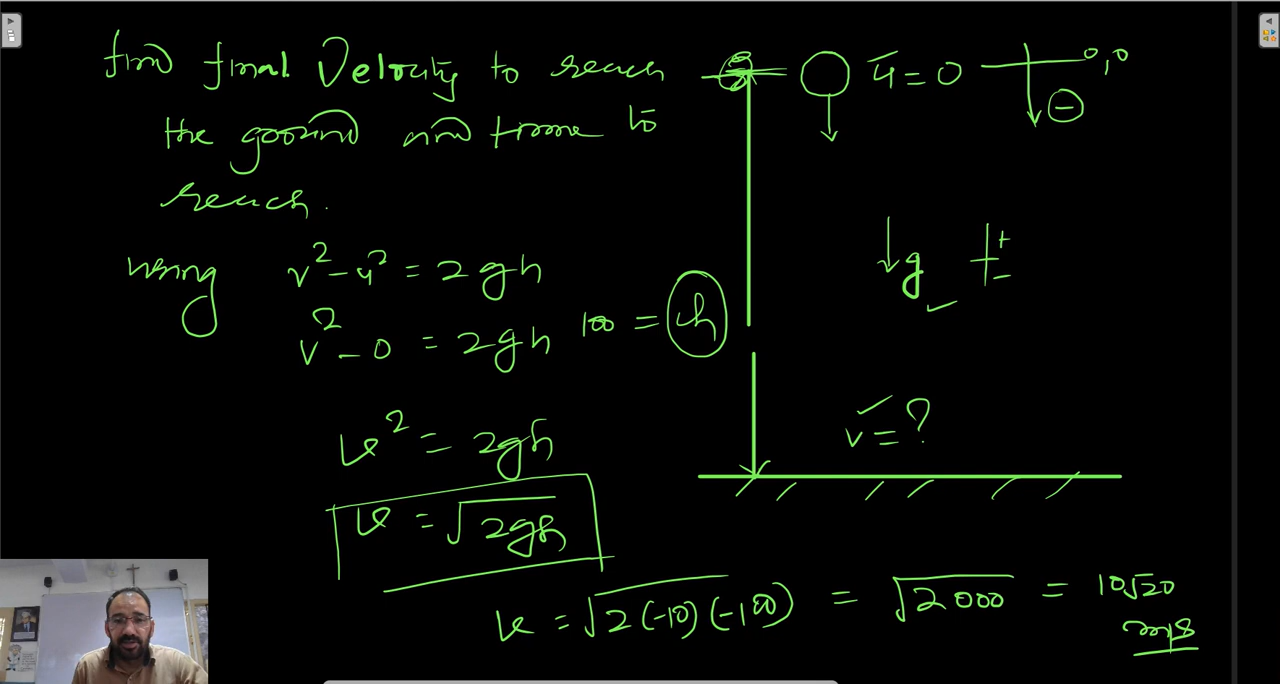 find final Velocity to reach
the ground and time to
reach.
u = 0
0,0
⊖
using v² - u² = 2gh
v² - 0 = 2gh 100 = h
↓g + -
v² = 2gh
v = ?
v = √2gh
v = √2(-10)(-100) = √2000 = 10√20
m/s